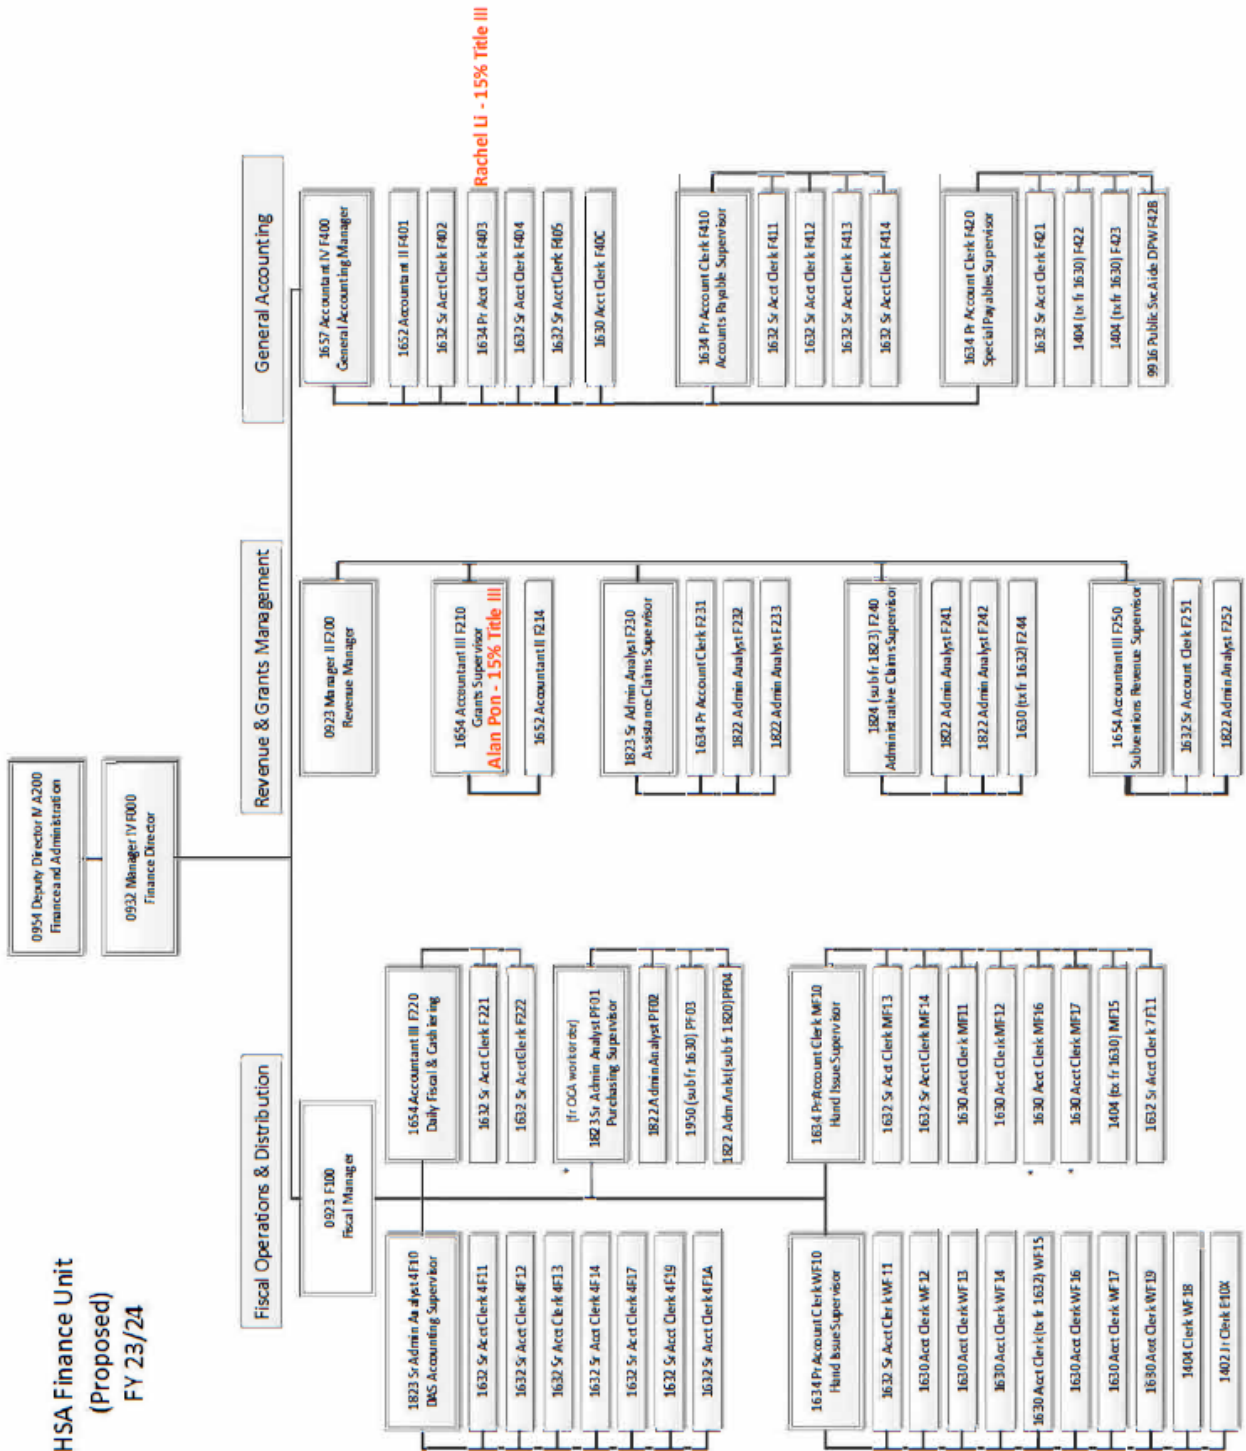 HSA Finance Unit
(Proposed)
FY 23/24
0954 Deputy Director IV A200
Finance and Administration
0932 Manager IV F000
Finance Director
Fiscal Operations & Distribution
0923 F100
Fiscal Manager
1823 Sr Admin Analyst 4F10
DAS Accounting Supervisor
1632 Sr Acct Clerk 4F11
1632 Sr Acct Clerk 4F12
1632 Sr Acct Clerk 4F13
1632 Sr Acct Clerk 4F14
1632 Sr Acct Clerk 4F17
1632 Sr Acct Clerk 4F19
1632 Sr Acct Clerk 4F1A
1654 Accountant III F220
Daily Fiscal & Cashiering
1632 Sr Acct Clerk F221
1632 Sr Acct Clerk F222
*
(fr OCA workorder)
1823 Sr Admin Analyst PF01
Purchasing Supervisor
1822 Admin Analyst PF02
1950 (sub fr 1630) PF03
1822 Adm Anlst (sub fr 1820) PF04
1634 Pr Account Clerk WF10
Hand Issue Supervisor
1632 Sr Acct Clerk WF11
1630 Acct Clerk WF12
1630 Acct Clerk WF13
1630 Acct Clerk WF14
1630 Acct Clerk (tx fr 1632) WF15
1630 Acct Clerk WF16
1630 Acct Clerk WF17
1630 Acct Clerk WF19
1404 Clerk WF18
1402 Jr Clerk E10X
1634 Pr Account Clerk MF10
Hand Issue Supervisor
1632 Sr Acct Clerk MF13
1632 Sr Acct Clerk MF14
1630 Acct Clerk MF11
1630 Acct Clerk MF12
* 1630 Acct Clerk MF16
* 1630 Acct Clerk MF17
1404 (tx fr 1630) MF15
1632 Sr Acct Clerk 7F11
Revenue & Grants Management
0923 Manager II F200
Revenue Manager
1654 Accountant III F210
Grants Supervisor
Alan Pon - 15% Title III
1652 Accountant II F214
1823 Sr Admin Analyst F230
Assistance Claims Supervisor
1634 Pr Account Clerk F231
1822 Admin Analyst F232
1822 Admin Analyst F233
1824 (sub fr 1823) F240
Administrative Claims Supervisor
1822 Admin Analyst F241
1822 Admin Analyst F242
1630 (tx fr 1632) F244
1654 Accountant III F250
Subventions Revenue Supervisor
1632 Sr Account Clerk F251
1822 Admin Analyst F252
General Accounting
1657 Accountant IV F400
General Accounting Manager
1652 Accountant II F401
1632 Sr Acct Clerk F402
1634 Pr Acct Clerk F403
Rachel Li - 15% Title III
1632 Sr Acct Clerk F404
1632 Sr Acct Clerk F405
1630 Acct Clerk F40C
1634 Pr Account Clerk F410
Accounts Payable Supervisor
1632 Sr Acct Clerk F411
1632 Sr Acct Clerk F412
1632 Sr Acct Clerk F413
1632 Sr Acct Clerk F414
1634 Pr Account Clerk F420
Special Payables Supervisor
1632 Sr Acct Clerk F421
1404 (tx fr 1630) F422
1404 (tx fr 1630) F423
9916 Public Svc Aide DPW F42B